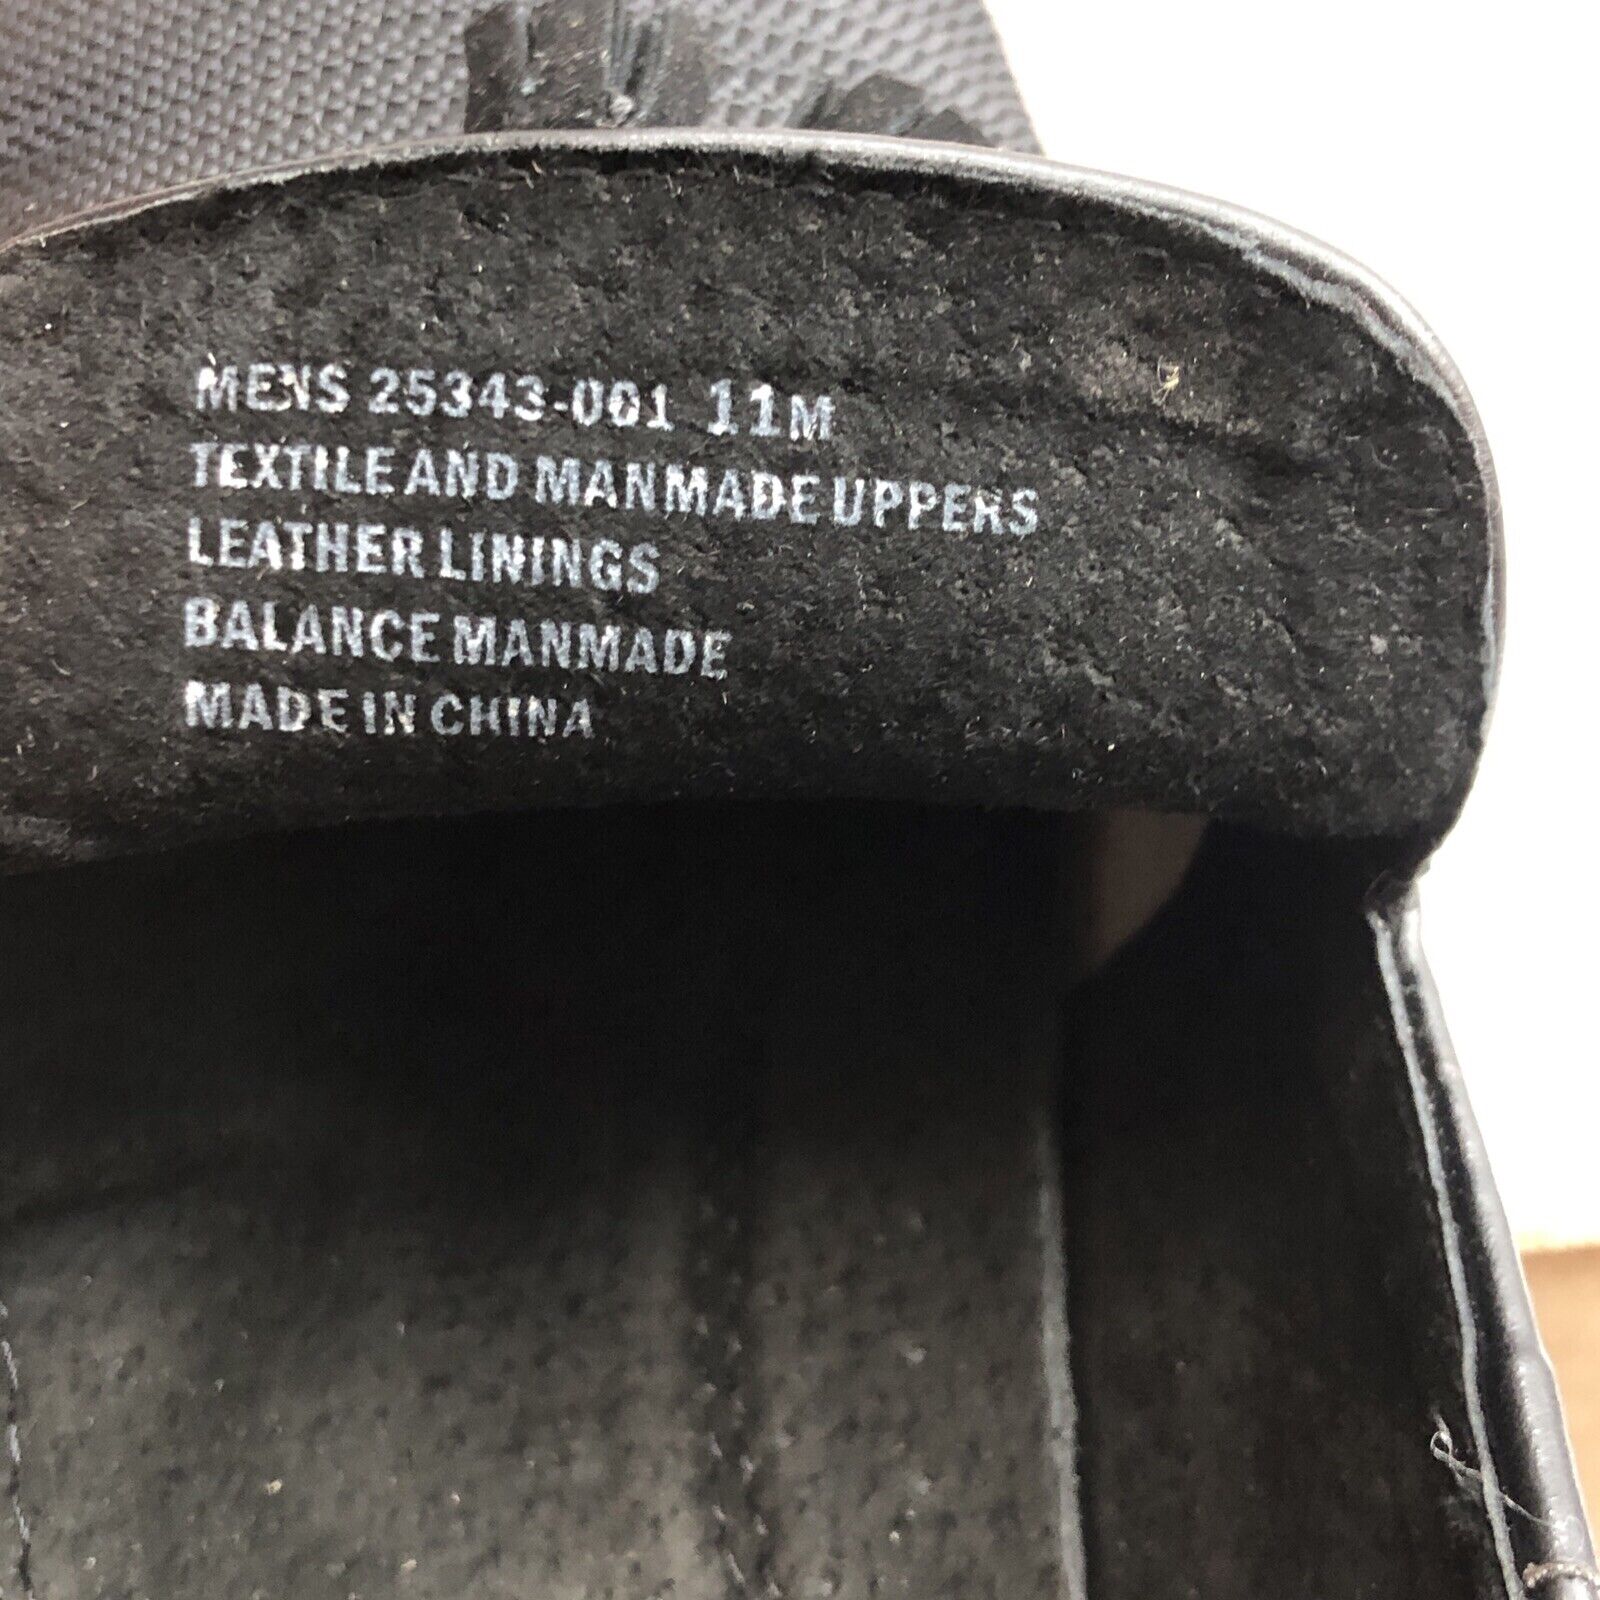 MENS 25343-001 11M
TEXTILE AND MANMADE UPPERS
LEATHER LININGS
BALANCE MANMADE
MADE IN CHINA